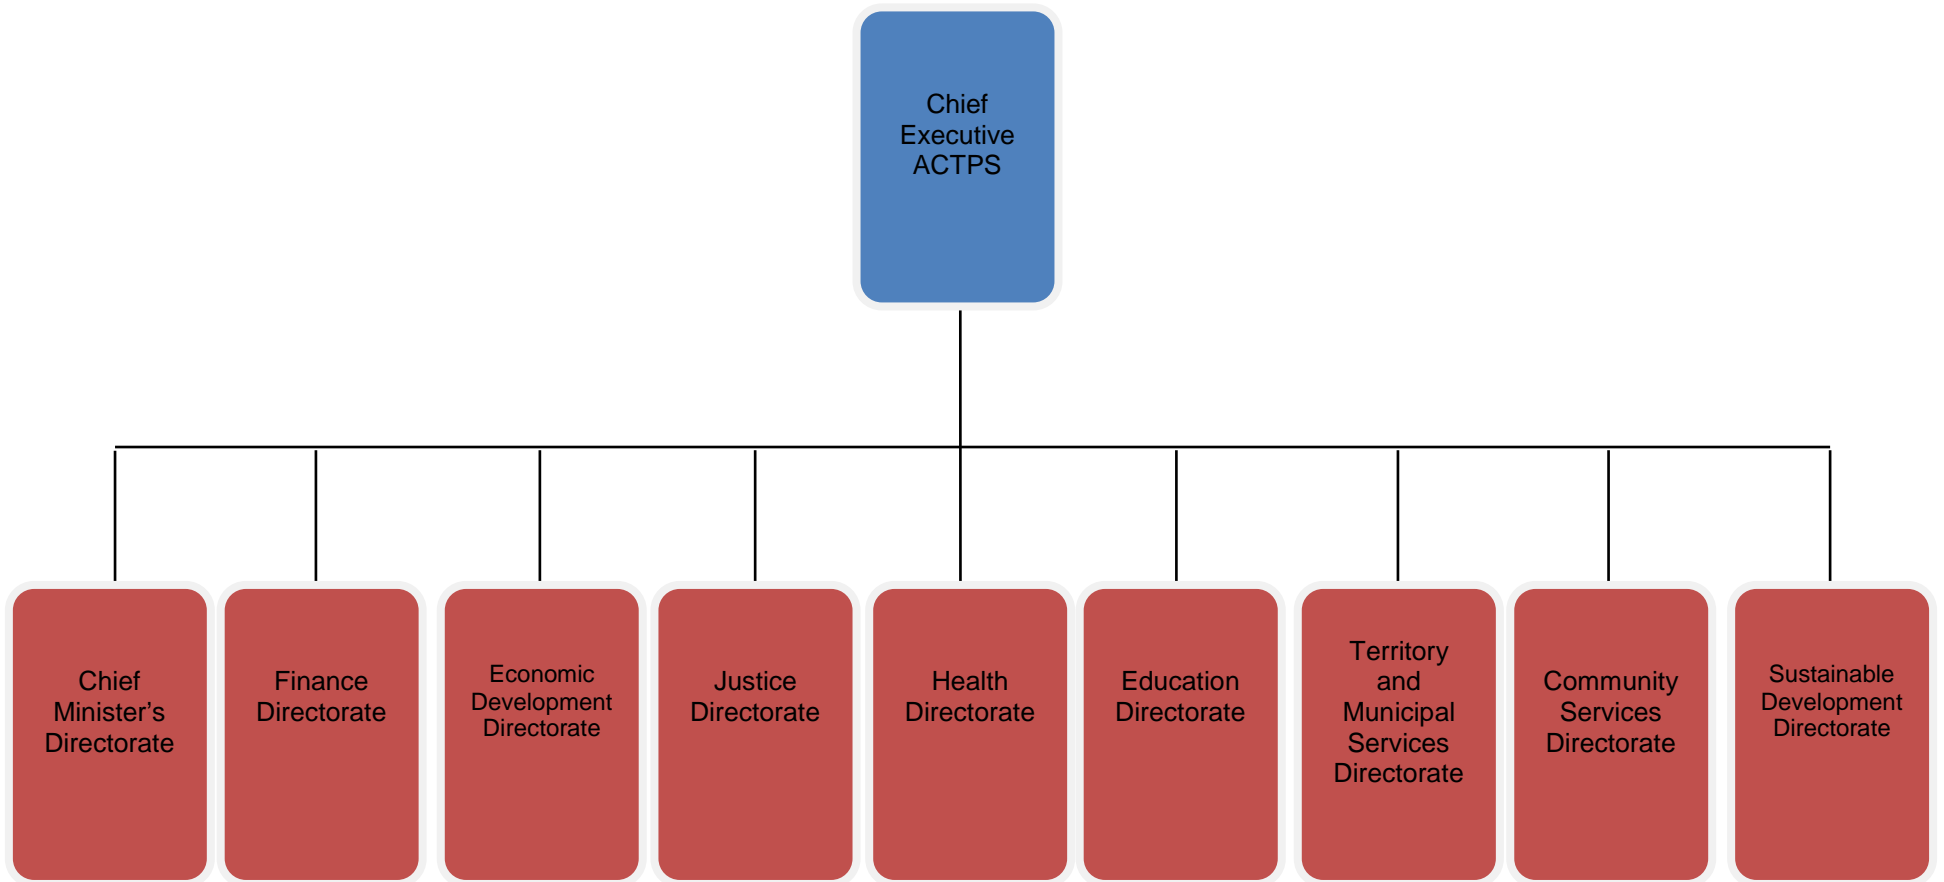 Chief
Executive
ACTPS
Chief
Minister’s
Directorate
Finance
Directorate
Economic
Development
Directorate
Justice
Directorate
Health
Directorate
Education
Directorate
Territory
and
Municipal
Services
Directorate
Community
Services
Directorate
Sustainable
Development
Directorate